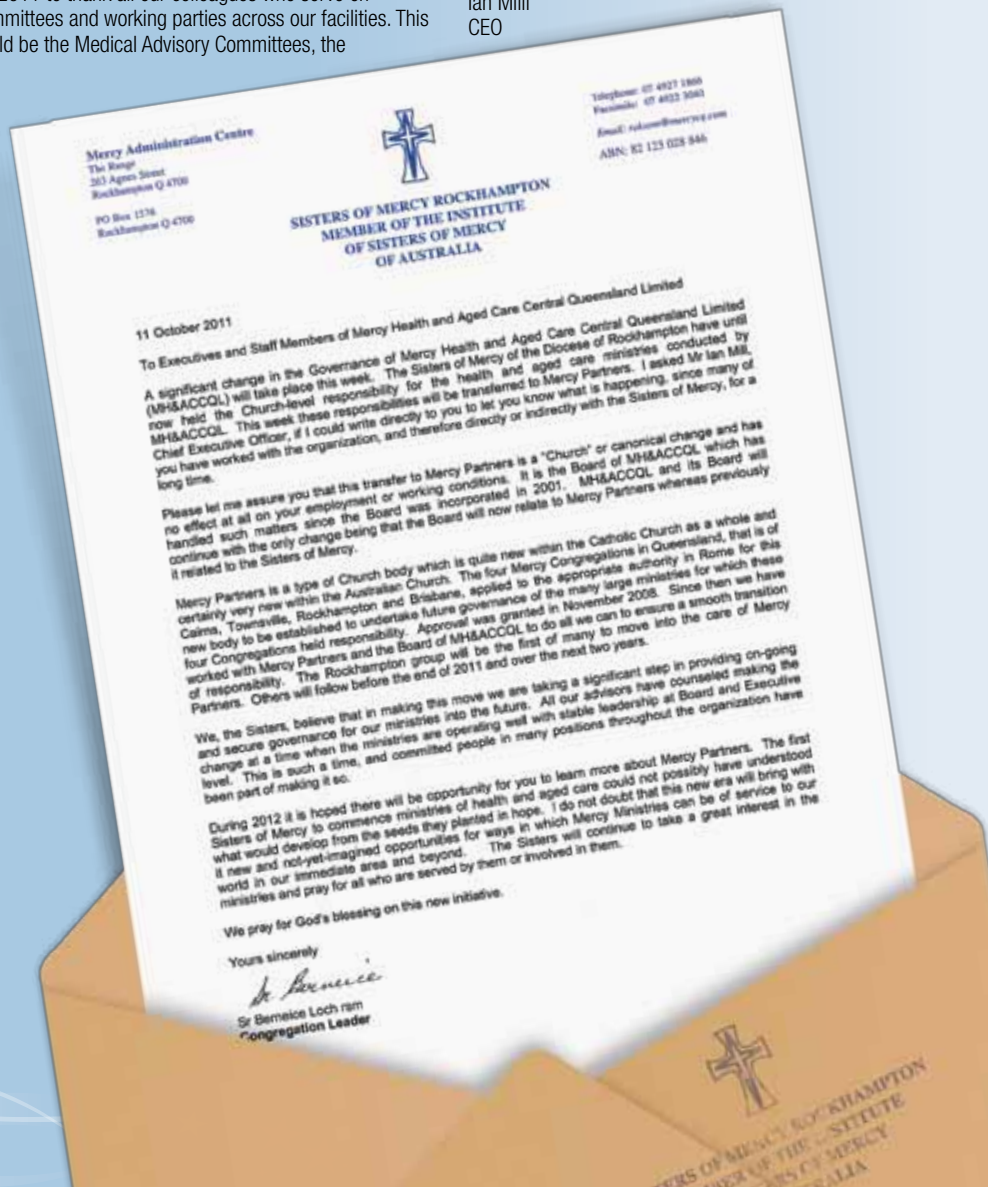 2011 to thank all our colleagues who serve on
mmittees and working parties across our facilities. This
ld be the Medical Advisory Committees, the
Ian Mill
CEO
Mercy Administration Centre
The Range
263 Agnes Street
Rockhampton Q 4700
PO Box 1576
Rockhampton Q 4700
SISTERS OF MERCY ROCKHAMPTON
MEMBER OF THE INSTITUTE
OF SISTERS OF MERCY
OF AUSTRALIA
Telephone: 07 4927 1866
Facsimile: 07 4922
Email:
ABN: 82 123 028 846
11 October 2011
To Executives and Staff Members of Mercy Health and Aged Care Central Queensland Limited
A significant change in the Governance of Mercy Health and Aged Care Central Queensland Limited
(MH&ACCQL) will take place this week. The Sisters of Mercy of the Diocese of Rockhampton have until
now held the Church-level responsibility for the health and aged care ministries conducted by
MH&ACCQL. This week these responsibilities will be transferred to Mercy Partners. I asked Mr Ian Mill,
Chief Executive Officer, if I could write directly to you to let you know what is happening, since many of
you have worked with the organization, and therefore directly or indirectly with the Sisters of Mercy, for a
long time.
Please let me assure you that this transfer to Mercy Partners is a "Church" or canonical change and has
no effect at all on your employment or working conditions. It is the Board of MH&ACCQL which has
handled such matters since the Board was incorporated in 2001. MH&ACCQL and its Board will
continue with the only change being that the Board will now relate to Mercy Partners whereas previously
it related to the Sisters of Mercy.
Mercy Partners is a type of Church body which is quite new within the Catholic Church as a whole and
certainly very new within the Australian Church. The four Mercy Congregations in Queensland, that is of
Cairns, Townsville, Rockhampton and Brisbane, applied to the appropriate authority in Rome for this
new body to be established to undertake future governance of the many large ministries for which these
four Congregations held responsibility. Approval was granted in November 2008. Since then we have
worked with Mercy Partners and the Board of MH&ACCQL to do all we can to ensure a smooth transition
of responsibility. The Rockhampton group will be the first of many to move into the care of Mercy
Partners. Others will follow before the end of 2011 and over the next two years.
We, the Sisters, believe that in making this move we are taking a significant step in providing on-going
and secure governance for our ministries into the future. All our advisors have counseled making the
change at a time when the ministries are operating well with stable leadership at Board and Executive
level. This is such a time, and committed people in many positions throughout the organization have
been part of making it so.
During 2012 it is hoped there will be opportunity for you to learn more about Mercy Partners. The first
Sisters of Mercy to commence ministries of health and aged care could not possibly have understood
what would develop from the seeds they planted in hope. I do not doubt that this new era will bring with
it new and not-yet-imagined opportunities for ways in which Mercy Ministries can be of service to our
world in our immediate area and beyond. The Sisters will continue to take a great interest in the
ministries and pray for all who are served by them or involved in them.
We pray for God's blessing on this new initiative.
Yours sincerely
Sr Berneice
Sr Berneice Loch rsm
Congregation Leader
ERS OF MERCY ROCKHAMPTON
BER OF THE INSTITUTE
ERS OF MERCY
RALIA